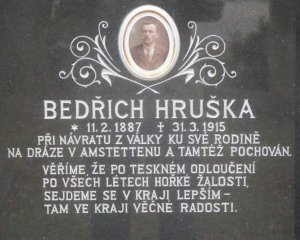 BEDŘICH HRUŠKA
* 11.2.1887 † 31.3.1915
PŘI NÁVRATU Z VÁLKY KU SVÉ RODINĚ
NA DRÁZE V AMSTETTENU A TAMTÉŽ POCHOVÁN.
VĚŘÍME, ŽE PO TESKNÉM ODLOUČENÍ
PO VŠECH LÉTECH HOŘKÉ ŽALOSTI,
SEJDEME SE V KRAJI LEPŠÍM –
TAM VE KRAJI VĚČNÉ RADOSTI.